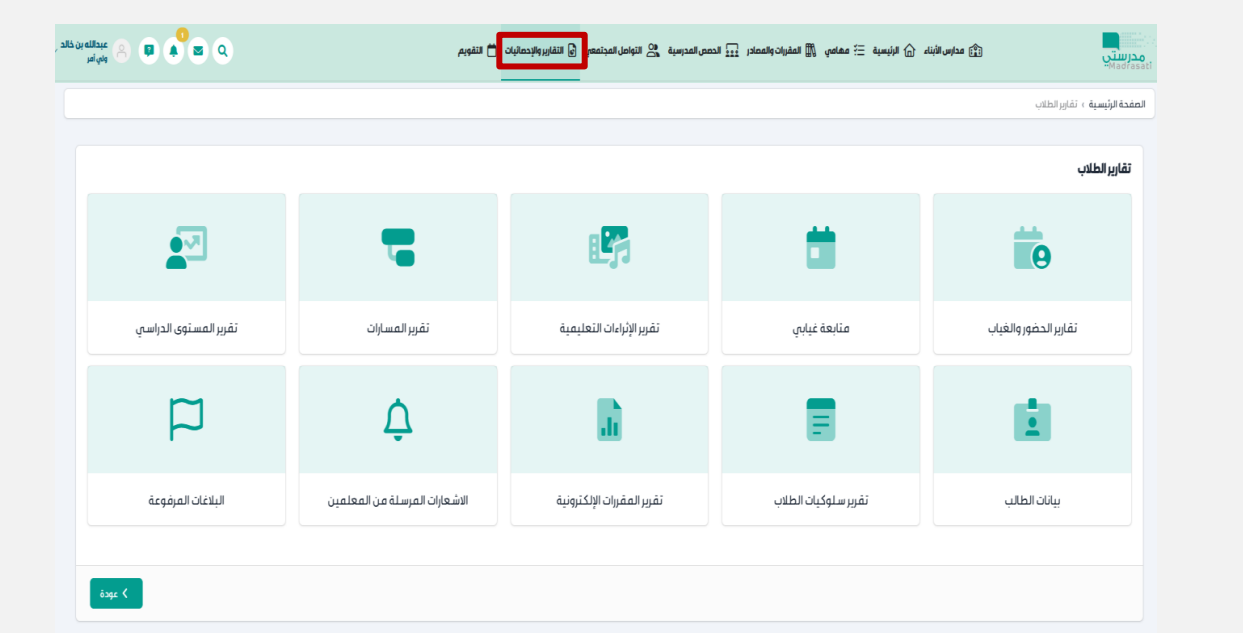 مدرستي
Madrasati
مدارس الأبناء
الرئيسية
مهامي
المقررات والمصادر
الحصص المدرسية
التواصل المجتمعي
التقارير والإحصائيات
التقويم
1
عبدالله بن خالد
ولي أمر
الصفحة الرئيسية › تقارير الطلاب
تقارير الطلاب
تقارير الحضور والغياب
متابعة غيابي
تقرير الإثراءات التعليمية
تقرير المسارات
تقرير المستوى الدراسي
بيانات الطالب
تقرير سلوكيات الطلاب
تقرير المقررات الإلكترونية
الاشعارات المرسلة من المعلمين
البلاغات المرفوعة
عودة